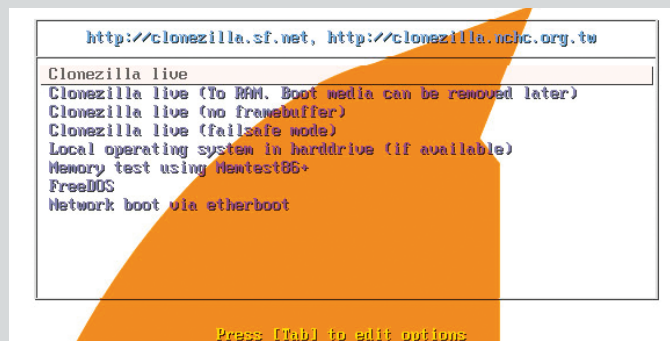 http://clonezilla.sf.net, http://clonezilla.nchc.org.tw
Clonezilla live
Clonezilla live (To RAM. Boot media can be removed later)
Clonezilla live (no framebuffer)
Clonezilla live (failsafe mode)
Local operating system in harddrive (if available)
Memory test using Memtest86+
FreeDOS
Network boot via etherboot
Press [Tab] to edit options